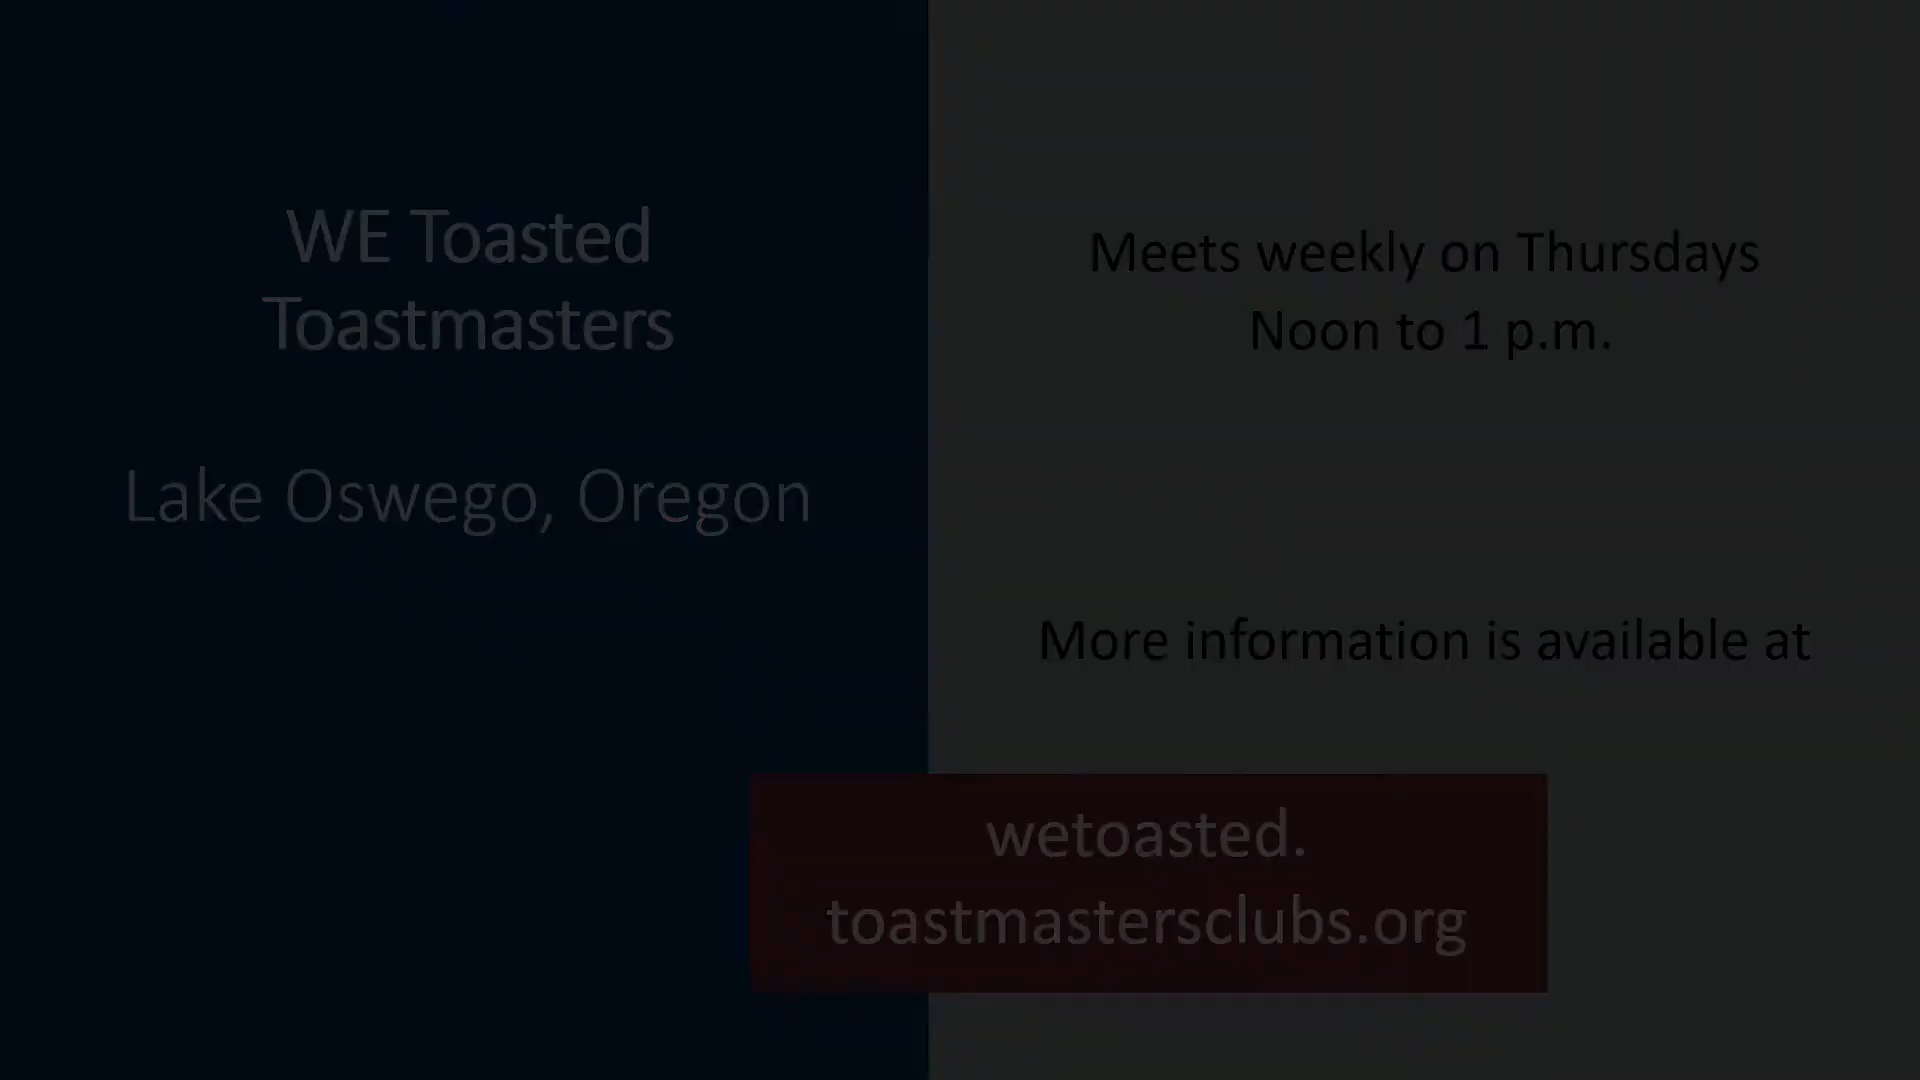 WE Toasted
Toastmasters
Lake Oswego, Oregon
Meets weekly on Thursdays
Noon to 1 p.m.
More information is available at
wetoasted.
toastmastersclubs.org